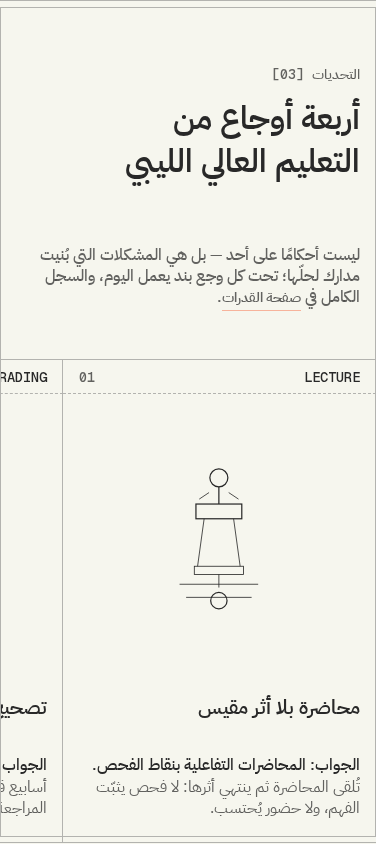 التحديات [03]
أربعة أوجاع من
التعليم العالي الليبي
ليست أحكامًا على أحد — بل هي المشكلات التي بُنيت
مدارك لحلّها؛ تحت كل وجع بند يعمل اليوم، والسجل
الكامل في صفحة القدرات.
LECTURE
01
محاضرة بلا أثر مقيس
الجواب: المحاضرات التفاعلية بنقاط الفحص.
تُلقى المحاضرة ثم ينتهي أثرها: لا فحص يثبّت
الفهم، ولا حضور يُحتسب.
RADING
الجواب
أسابيع
المراجعة